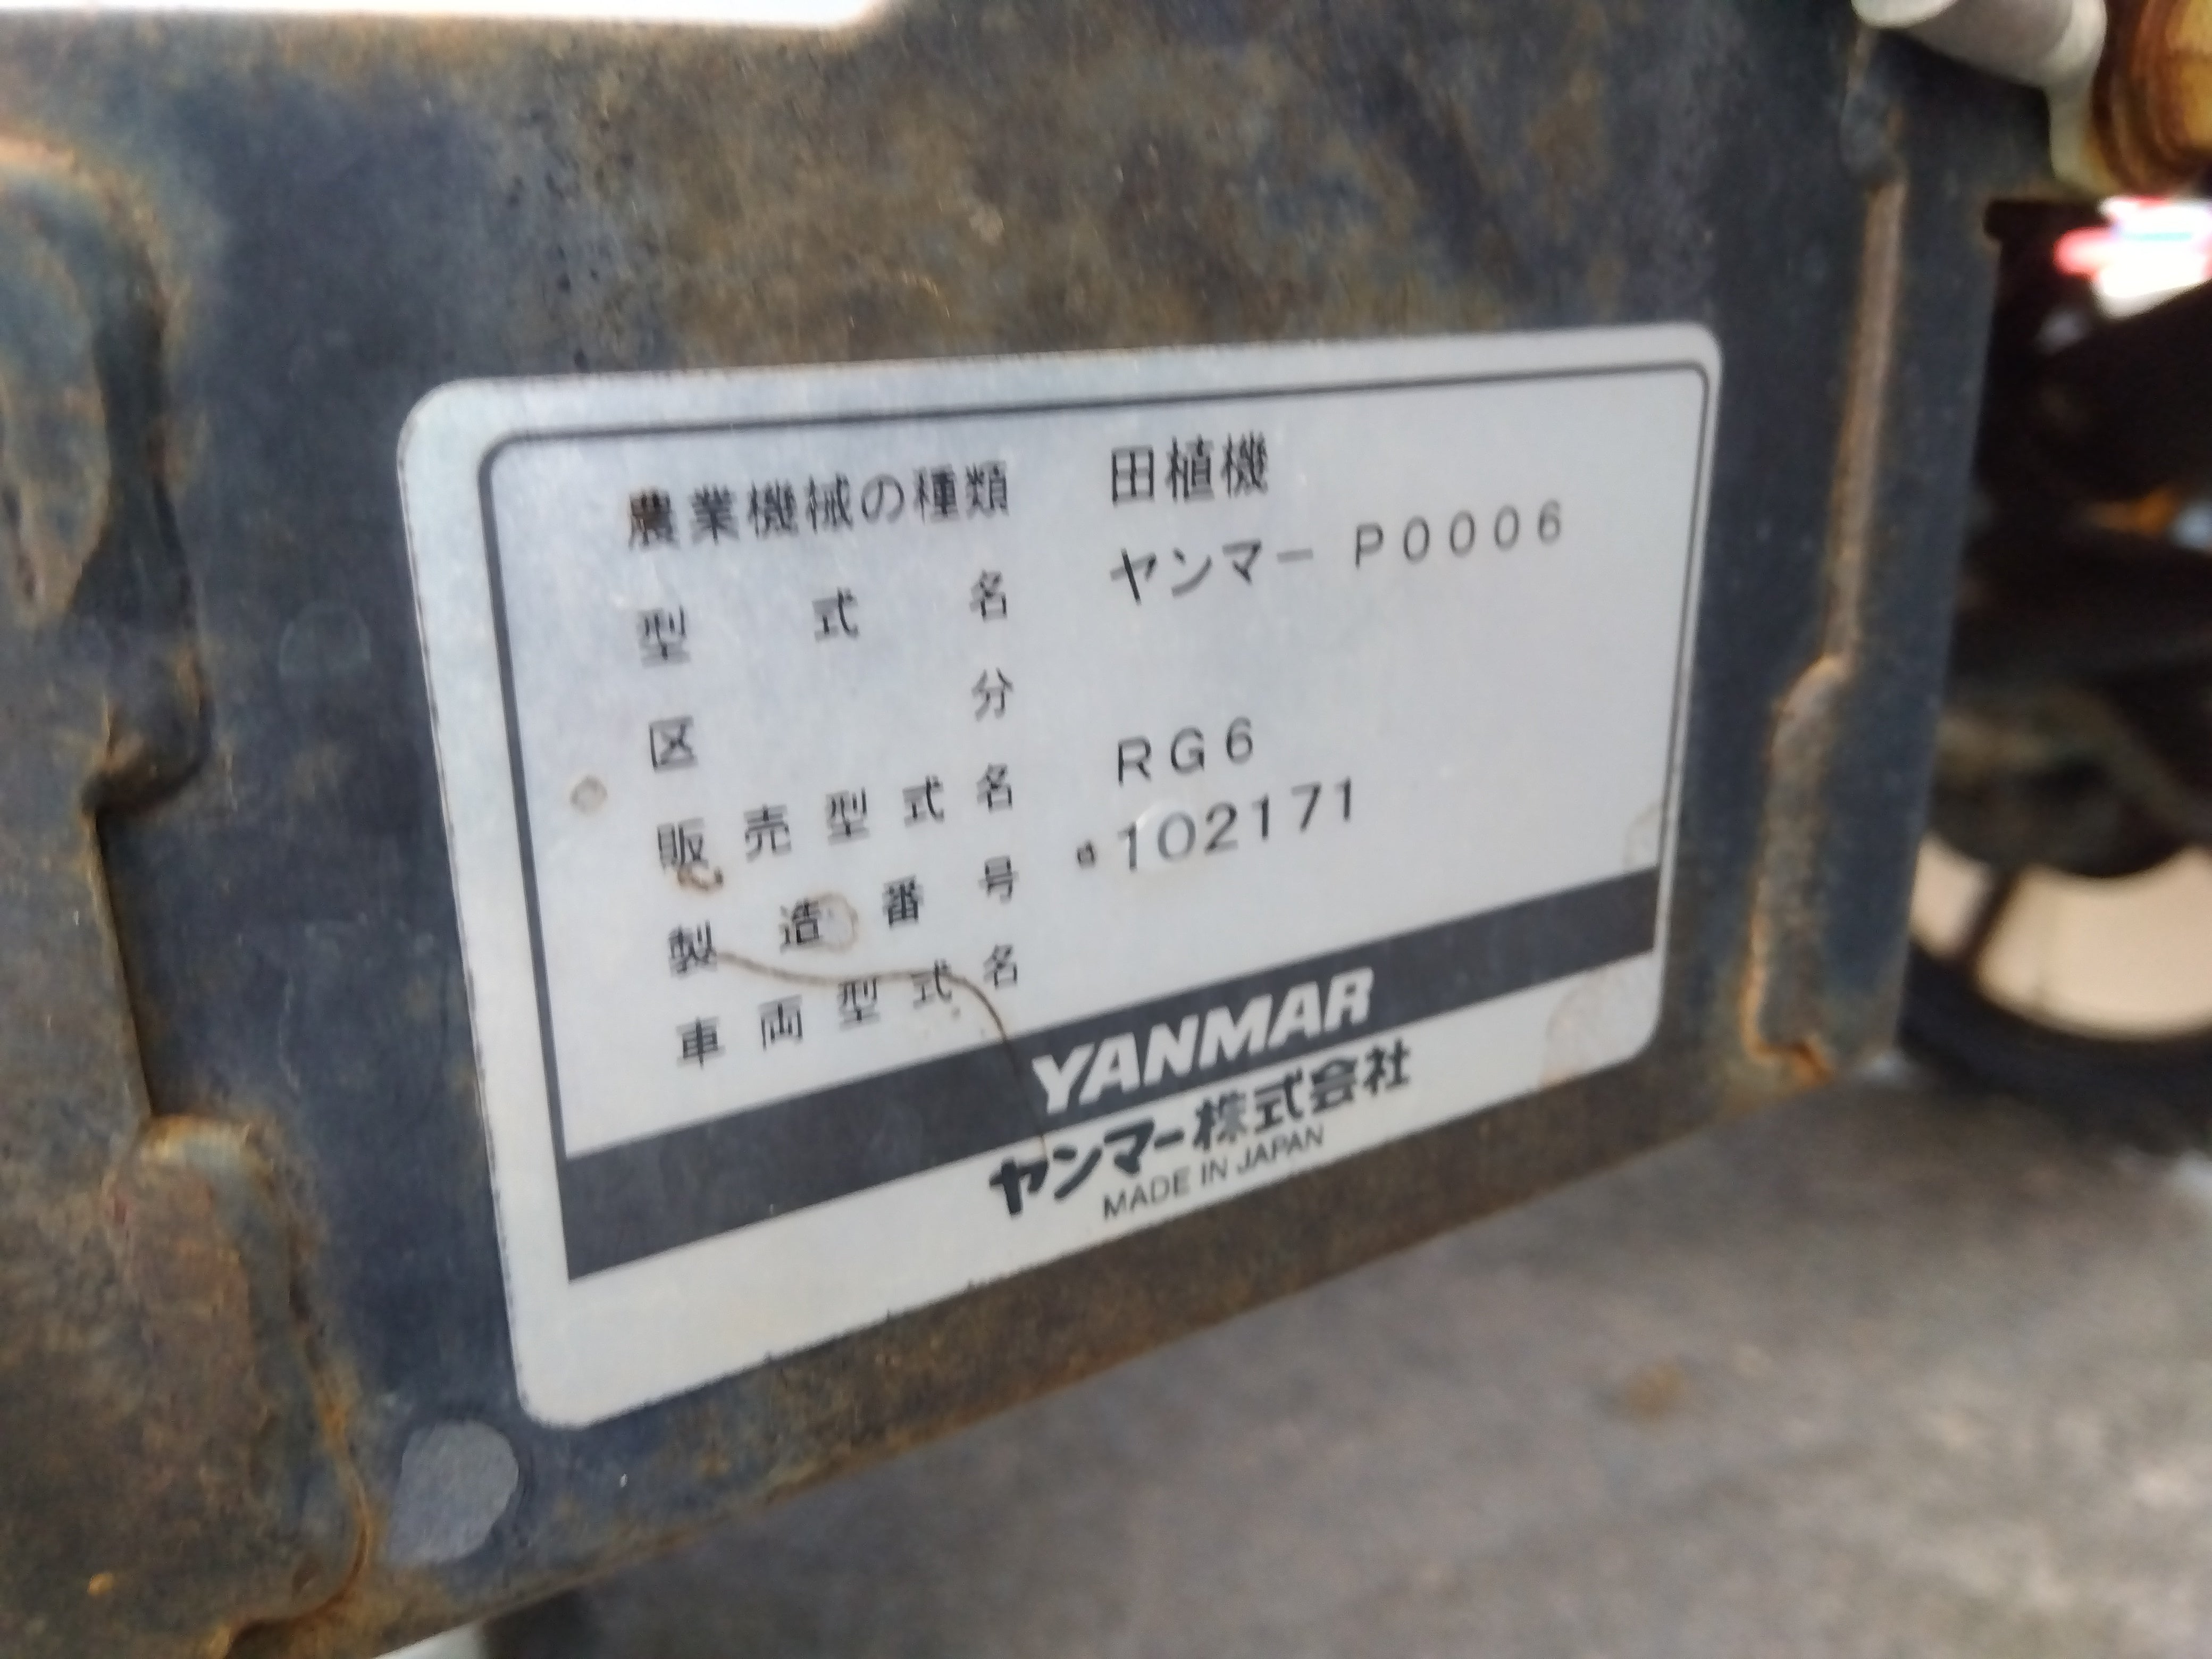 農業機械の種類 田植機
型式名 ヤンマー P0006
区分
販売型式名 RG6
製造番号 102171
車両型式名
YANMAR
ヤンマー株式会社
MADE IN JAPAN